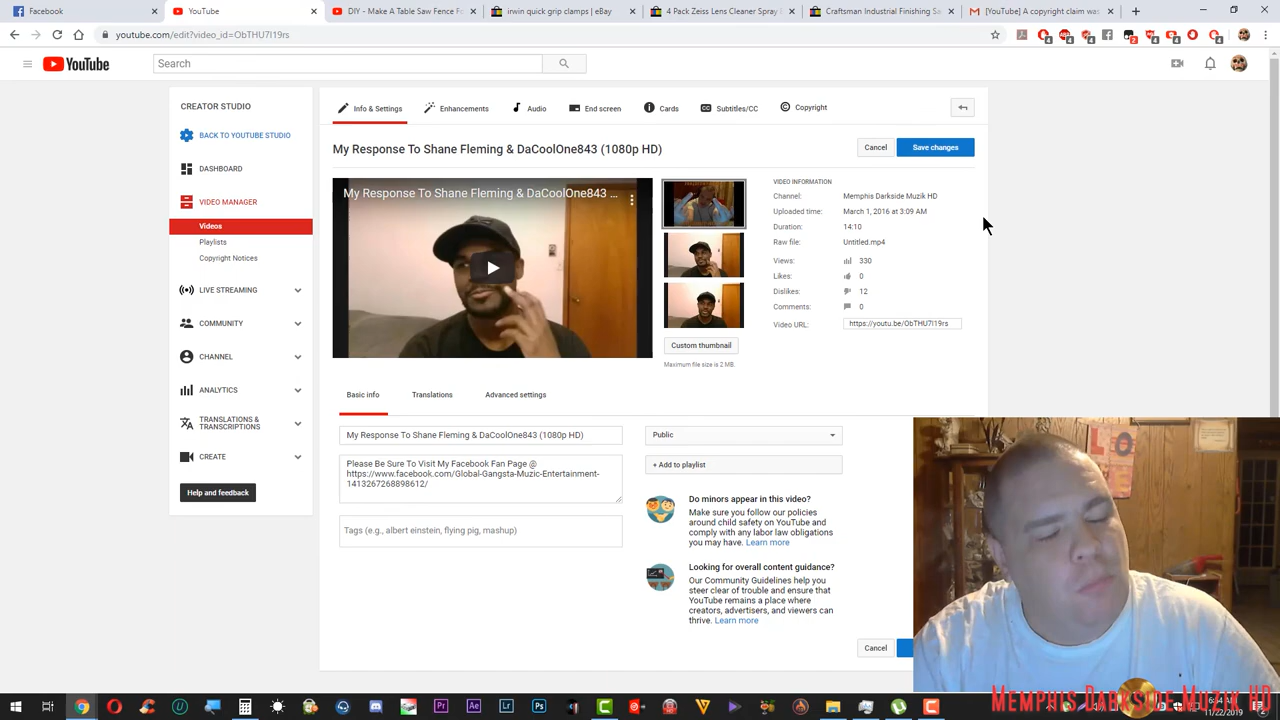 Facebook
YouTube
DIY - Make A Table Saw Fence Fo
irwin quick grip clamps | eBay
4 Pack Zeiss Lens Cleaner Spray
Craftsman Industrial Finishing Sa
[YouTube] A copyright claim was
youtube.com/edit?video_id=ObTHU7I19rs
YouTube
Search
CREATOR STUDIO
BACK TO YOUTUBE STUDIO
DASHBOARD
VIDEO MANAGER
Videos
Playlists
Copyright Notices
LIVE STREAMING
COMMUNITY
CHANNEL
ANALYTICS
TRANSLATIONS &
TRANSCRIPTIONS
CREATE
Help and feedback
Info & Settings
Enhancements
Audio
End screen
Cards
Subtitles/CC
Copyright
My Response To Shane Fleming & DaCoolOne843 (1080p HD)
Cancel
Save changes
My Response To Shane Fleming & DaCoolOne843 ...
Custom thumbnail
Maximum file size is 2 MB.
VIDEO INFORMATION
Channel: Memphis Darkside Muzik HD
Uploaded time: March 1, 2016 at 3:09 AM
Duration: 14:10
Raw file: Untitled.mp4
Views: 330
Likes: 0
Dislikes: 12
Comments: 0
Video URL: https://youtu.be/ObTHU7I19rs
Basic info
Translations
Advanced settings
My Response To Shane Fleming & DaCoolOne843 (1080p HD)
Please Be Sure To Visit My Facebook Fan Page @
https://www.facebook.com/Global-Gangsta-Muzic-Entertainment-
1413267268898612/
Tags (e.g., albert einstein, flying pig, mashup)
Public
+ Add to playlist
Do minors appear in this video?
Make sure you follow our policies
around child safety on YouTube and
comply with any labor law obligations
you may have. Learn more
Looking for overall content guidance?
Our Community Guidelines help you
steer clear of trouble and ensure that
YouTube remains a place where
creators, advertisers, and viewers can
thrive. Learn more
Cancel
LO
MEMPHIS DARKSIDE MUZIK HD
11/22/2019